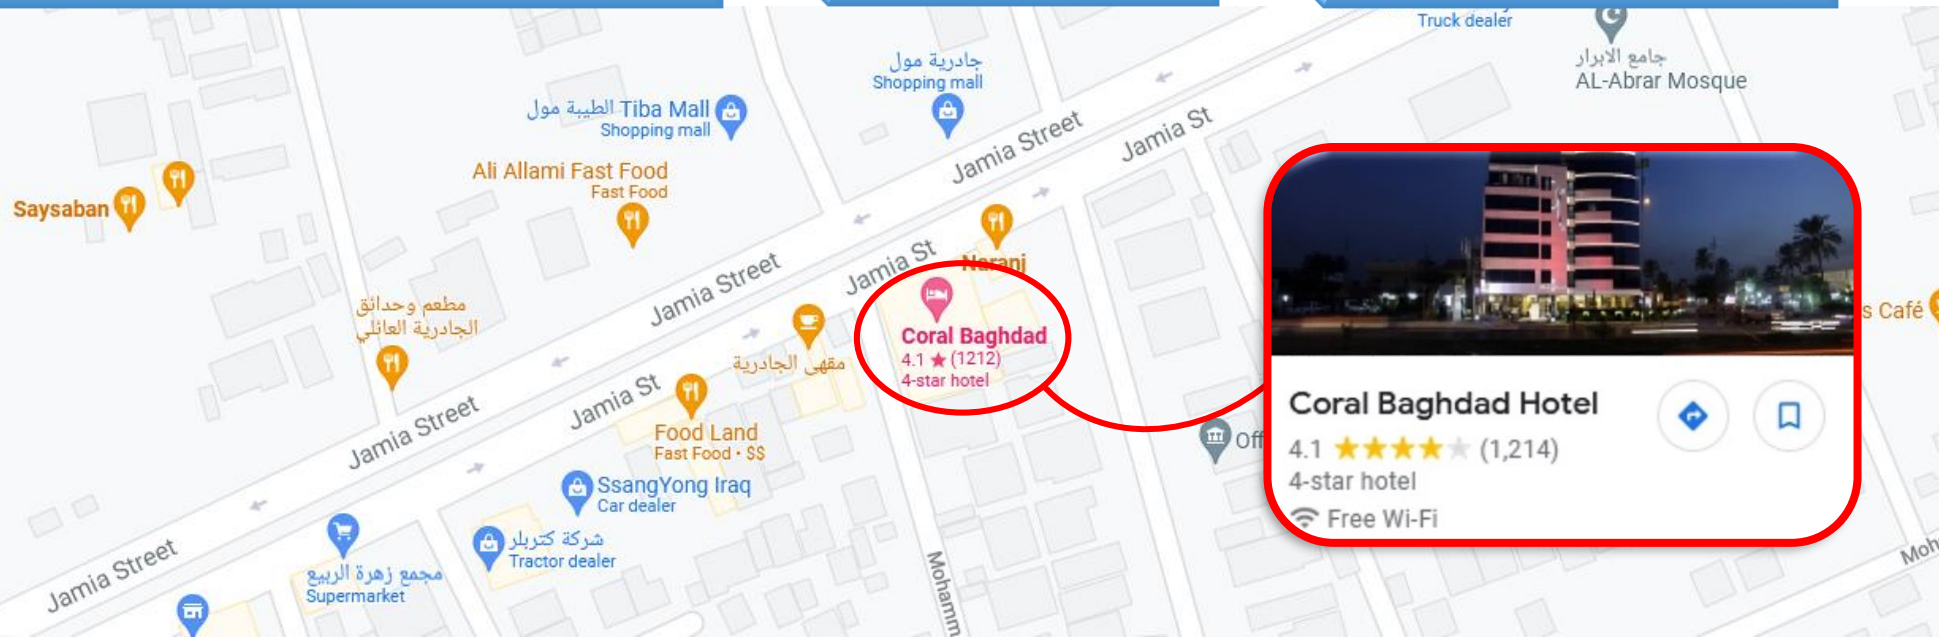 Truck dealer
جامع الابرار
AL-Abrar Mosque
جادرية مول
Shopping mall
الطيبة مول Tiba Mall
Shopping mall
Jamia Street
Jamia St
Ali Allami Fast Food
Fast Food
Saysaban
Naranj
Jamia St
Jamia Street
مطعم وحدائق
الجادرية العائلي
Coral Baghdad
4.1 ★ (1212)
4-star hotel
مقهى الجادرية
s Café
Jamia St
Jamia Street
Food Land
Fast Food • $$
Coral Baghdad Hotel
4.1 ★★★★★ (1,214)
4-star hotel
Free Wi-Fi
Off
SsangYong Iraq
Car dealer
شركة كتربلر
Tractor dealer
Jamia Street
مجمع زهرة الربيع
Supermarket
Mohamm
Moh